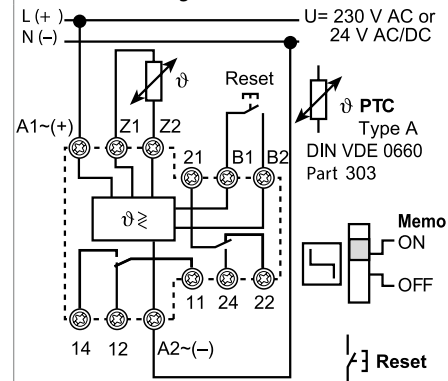 L (+)
U= 230 V AC or
N (–)
24 V AC/DC
ϑ
Reset
ϑ PTC
Type A
DIN VDE 0660
Part 303
A1~(+) Z1 Z2
21 B1 B2
ϑ ≷
Memo
ON
OFF
11 24 22
14 12 A2~(–)
Reset